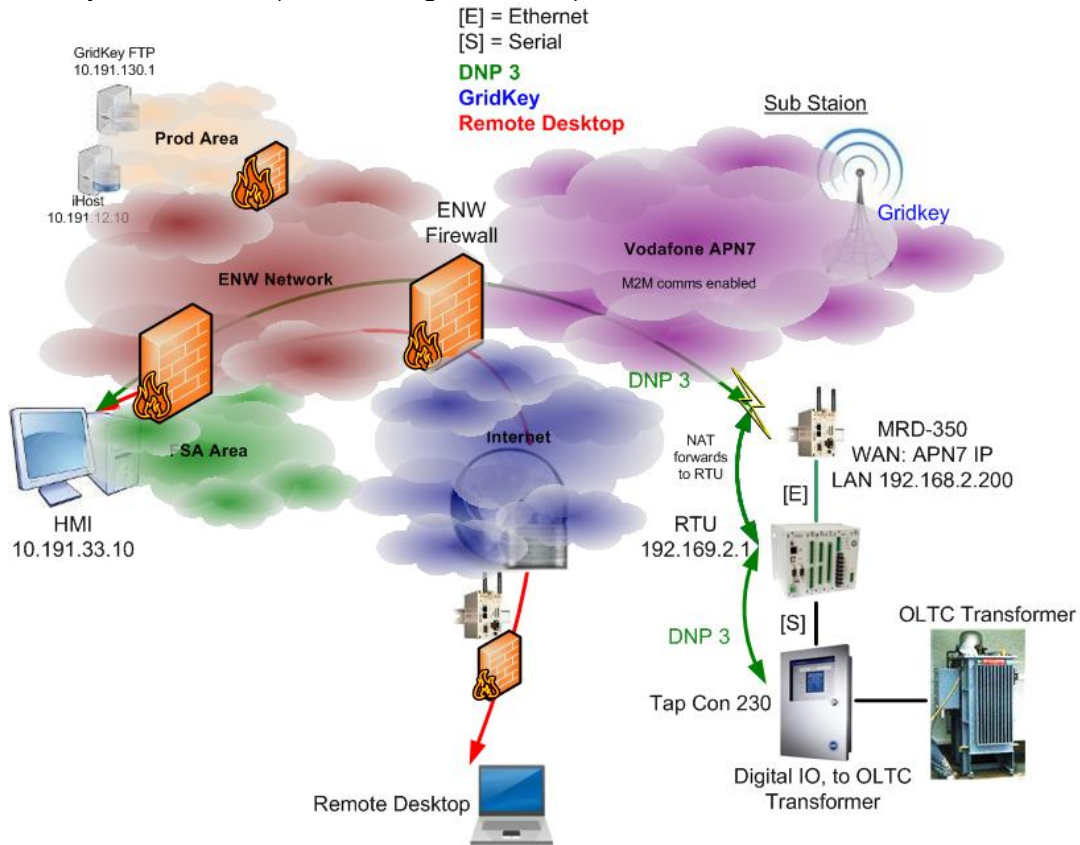 [E] = Ethernet
[S] = Serial
DNP 3
GridKey
Remote Desktop
GridKey FTP
10.191.130.1
Prod Area
iHost
10.191.12.10
Sub Staion
Gridkey
ENW
Firewall
Vodafone APN7
M2M comms enabled
ENW Network
DNP 3
NAT
forwards
to RTU
MRD-350
WAN: APN7 IP
LAN 192.168.2.200
[E]
FSA Area
Internet
HMI
10.191.33.10
RTU
192.169.2.1
[S]
DNP 3
OLTC Transformer
Tap Con 230
Digital IO, to OLTC
Transformer
Remote Desktop